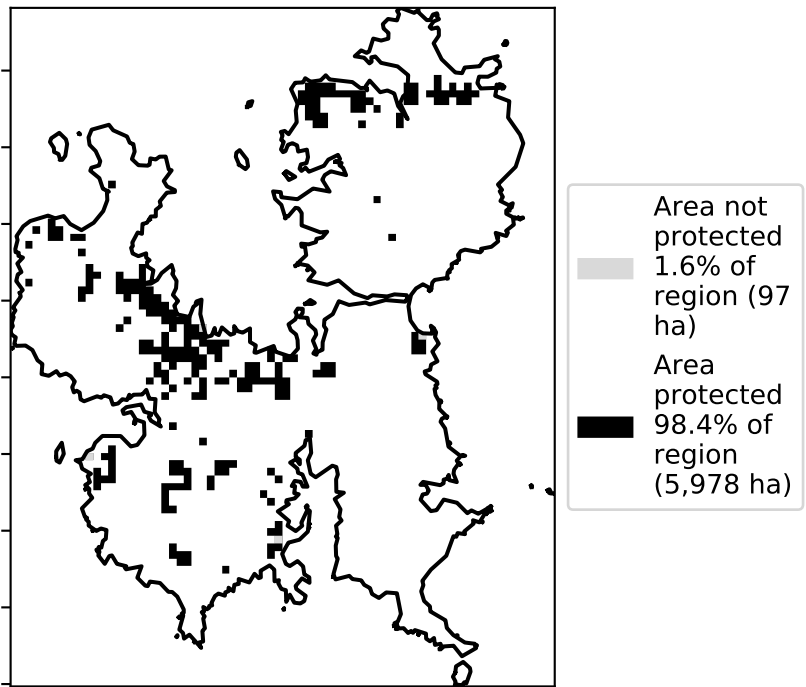 Area not
protected
1.6% of
region (97
ha)
Area
protected
98.4% of
region
(5,978 ha)